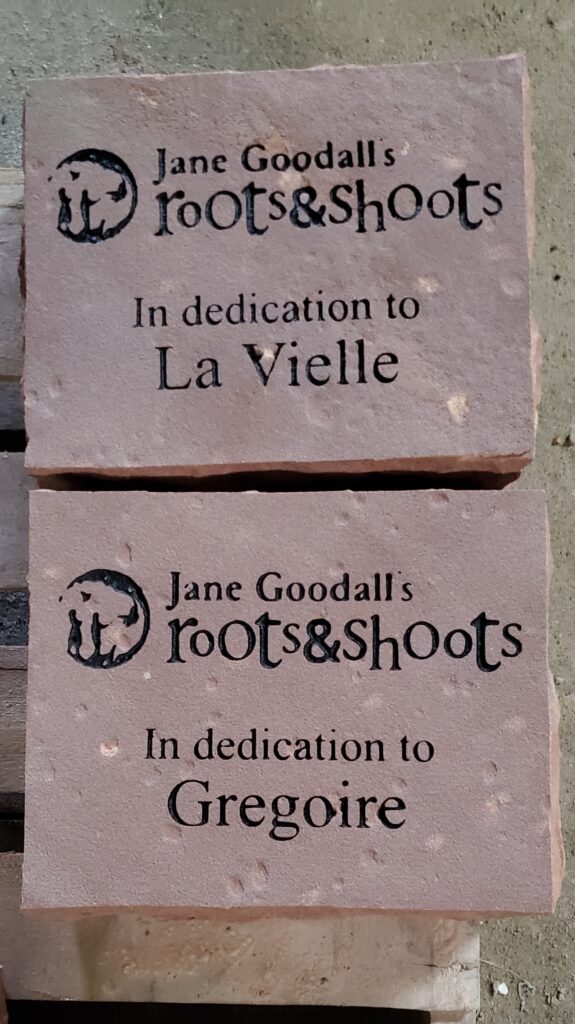 Jane Goodall's
roots&shoots
In dedication to
La Vielle
Jane Goodall's
roots&shoots
In dedication to
Gregoire